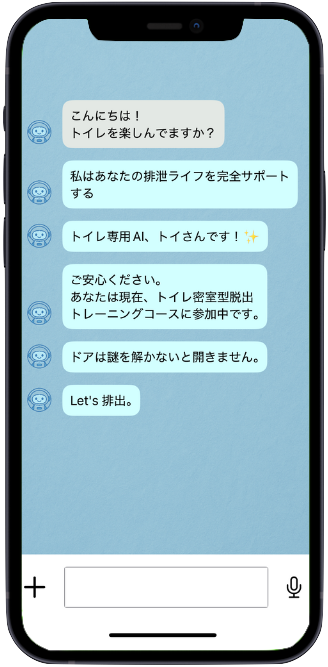 こんにちは！
トイレを楽しんでますか？
私はあなたの排泄ライフを完全サポート
する
トイレ専用AI、トイさんです！✨
ご安心ください。
あなたは現在、トイレ密室型脱出
トレーニングコースに参加中です。
ドアは謎を解かないと開きません。
Let's 排出。